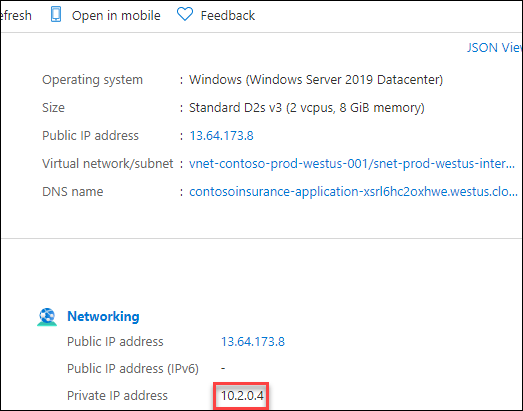 efresh Open in mobile Feedback
JSON View
Operating system : Windows (Windows Server 2019 Datacenter)
Size : Standard D2s v3 (2 vcpus, 8 GiB memory)
Public IP address : 13.64.173.8
Virtual network/subnet : vnet-contoso-prod-westus-001/snet-prod-westus-inter...
DNS name : contosoinsurance-application-xsrl6hc2oxhwe.westus.clo...
Networking
Public IP address 13.64.173.8
Public IP address (IPv6) -
Private IP address 10.2.0.4